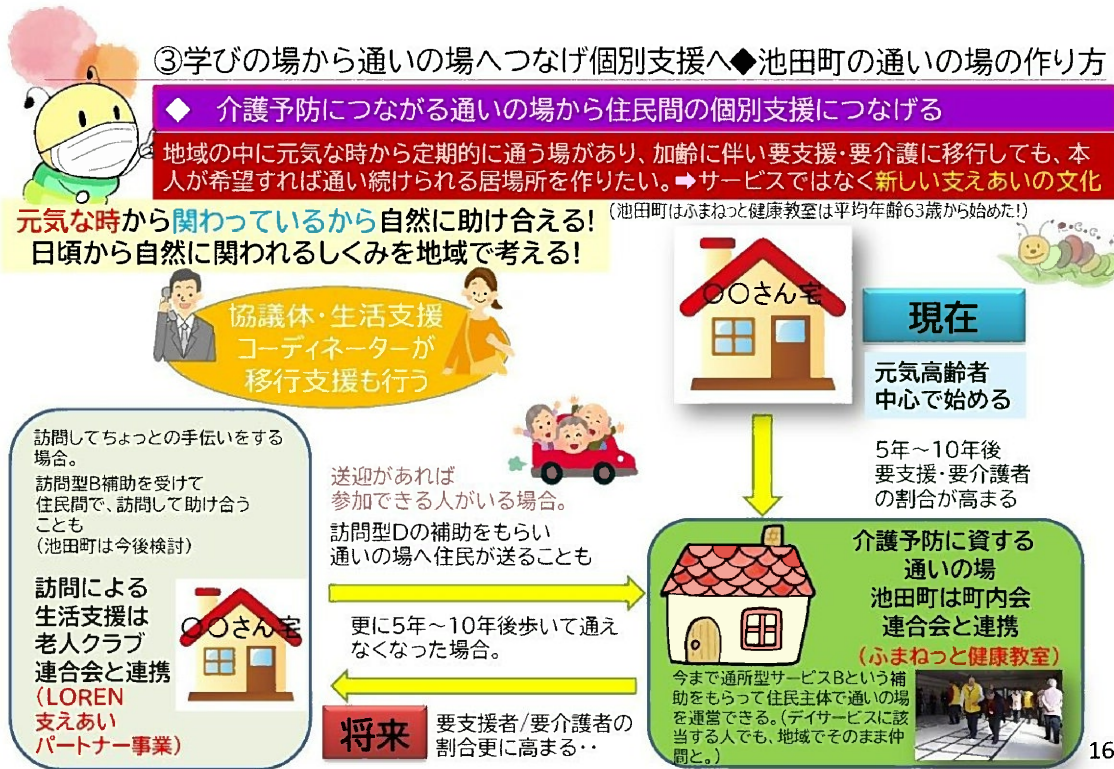 ③学びの場から通いの場へつなげ個別支援へ◆池田町の通いの場の作り方
◆ 介護予防につながる通いの場から住民間の個別支援につなげる
地域の中に元気な時から定期的に通う場があり、加齢に伴い要支援・要介護に移行しても、本
人が希望すれば通い続けられる居場所を作りたい。➡サービスではなく新しい支えあいの文化
(池田町はふまねっと健康教室は平均年齢63歳から始めた!)
元気な時から関わっているから自然に助け合える!
日頃から自然に関われるしくみを地域で考える!
協議体・生活支援
コーディネーターが
移行支援も行う
〇〇さん宅
現在
元気高齢者
中心で始める
5年～10年後
要支援・要介護者
の割合が高まる
訪問してちょっとの手伝いをする
場合。
訪問型B補助を受けて
住民間で、訪問して助け合う
ことも
(池田町は今後検討)
訪問による
生活支援は
老人クラブ
連合会と連携
(LOREN
支えあい
パートナー事業)
〇〇さん宅
送迎があれば
参加できる人がいる場合。
訪問型Dの補助をもらい
通いの場へ住民が送ることも
更に5年～10年後歩いて通え
なくなった場合。
将来
要支援者/要介護者の
割合更に高まる‥
介護予防に資する
通いの場
池田町は町内会
連合会と連携
(ふまねっと健康教室)
今まで通所型サービスBという補
助をもらって住民主体で通いの場
を運営できる。(デイサービスに該
当する人でも、地域でそのまま仲
間と。)
16